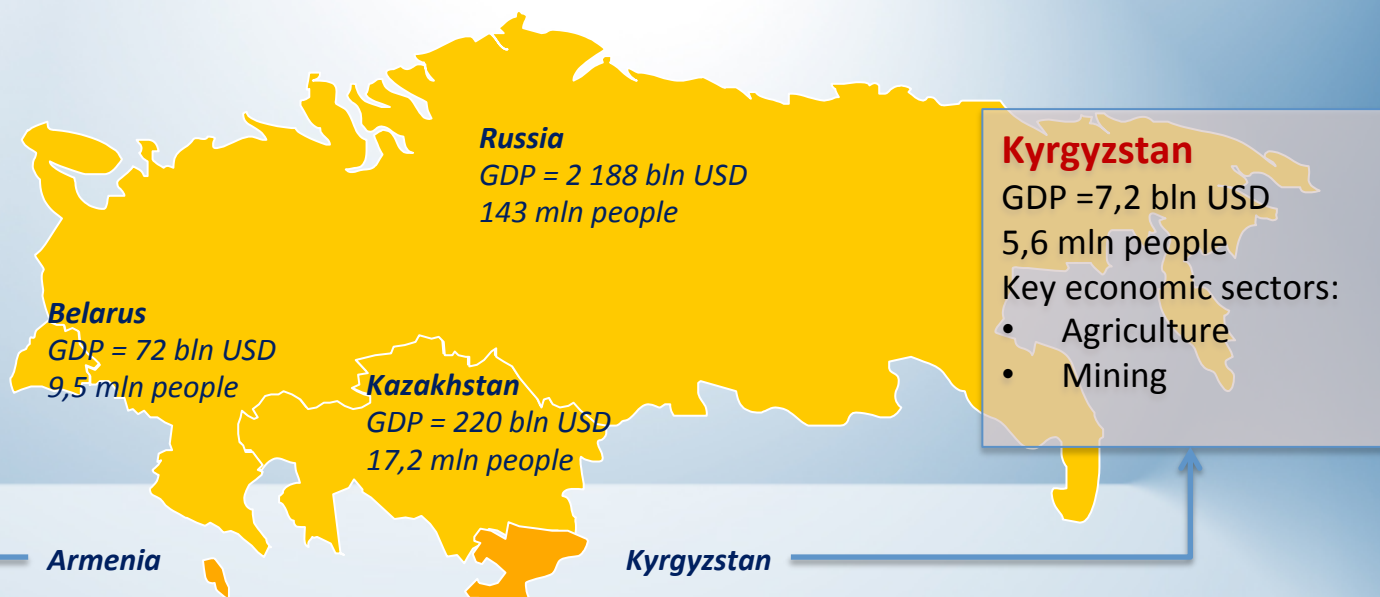 Russia
GDP = 2 188 bln USD
143 mln people
Kyrgyzstan
GDP =7,2 bln USD
5,6 mln people
Key economic sectors:
• Agriculture
• Mining
Belarus
GDP = 72 bln USD
9,5 mln people
Kazakhstan
GDP = 220 bln USD
17,2 mln people
Armenia
Kyrgyzstan